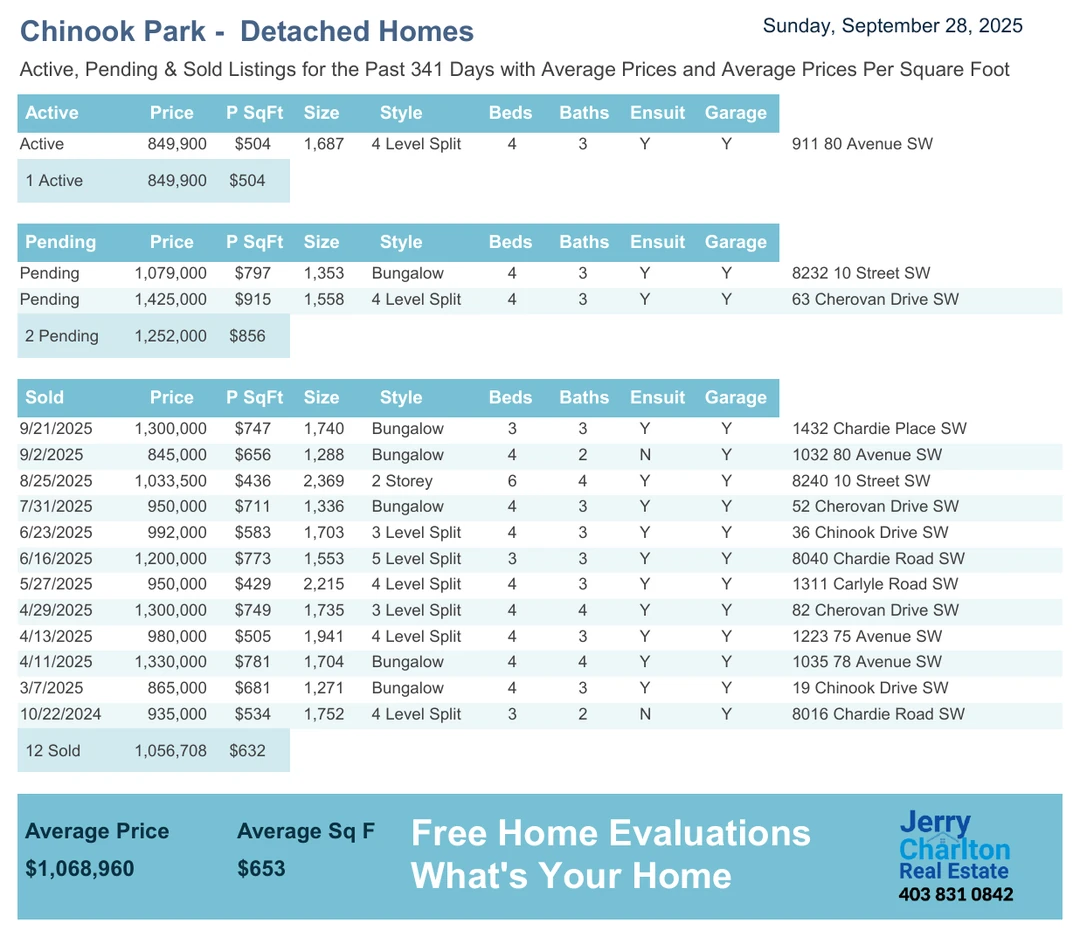 Chinook Park - Detached Homes Sunday, September 28, 2025
Active, Pending & Sold Listings for the Past 341 Days with Average Prices and Average Prices Per Square Foot
Active Price P SqFt Size Style Beds Baths Ensuit Garage
Active 849,900 $504 1,687 4 Level Split 4 3 Y Y 911 80 Avenue SW
1 Active 849,900 $504
Pending Price P SqFt Size Style Beds Baths Ensuit Garage
Pending 1,079,000 $797 1,353 Bungalow 4 3 Y Y 8232 10 Street SW
Pending 1,425,000 $915 1,558 4 Level Split 4 3 Y Y 63 Cherovan Drive SW
2 Pending 1,252,000 $856
Sold Price P SqFt Size Style Beds Baths Ensuit Garage
9/21/2025 1,300,000 $747 1,740 Bungalow 3 3 Y Y 1432 Chardie Place SW
9/2/2025 845,000 $656 1,288 Bungalow 4 2 N Y 1032 80 Avenue SW
8/25/2025 1,033,500 $436 2,369 2 Storey 6 4 Y Y 8240 10 Street SW
7/31/2025 950,000 $711 1,336 Bungalow 4 3 Y Y 52 Cherovan Drive SW
6/23/2025 992,000 $583 1,703 3 Level Split 4 3 Y Y 36 Chinook Drive SW
6/16/2025 1,200,000 $773 1,553 5 Level Split 3 3 Y Y 8040 Chardie Road SW
5/27/2025 950,000 $429 2,215 4 Level Split 4 3 Y Y 1311 Carlyle Road SW
4/29/2025 1,300,000 $749 1,735 3 Level Split 4 4 Y Y 82 Cherovan Drive SW
4/13/2025 980,000 $505 1,941 4 Level Split 4 3 Y Y 1223 75 Avenue SW
4/11/2025 1,330,000 $781 1,704 Bungalow 4 4 Y Y 1035 78 Avenue SW
3/7/2025 865,000 $681 1,271 Bungalow 4 3 Y Y 19 Chinook Drive SW
10/22/2024 935,000 $534 1,752 4 Level Split 3 2 N Y 8016 Chardie Road SW
12 Sold 1,056,708 $632
Average Price Average Sq F
$1,068,960 $653
Free Home Evaluations
What's Your Home
Jerry
Charlton
Real Estate
403 831 0842